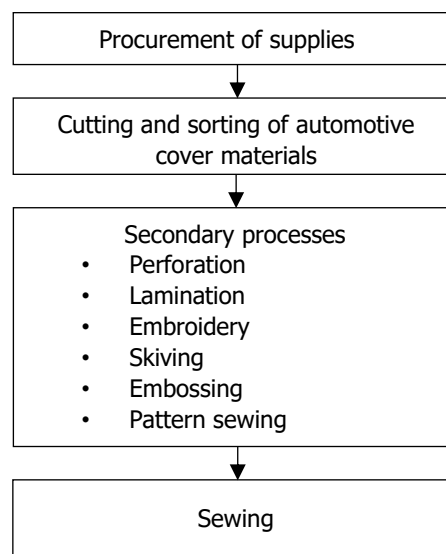 Procurement of supplies
Cutting and sorting of automotive
cover materials
Secondary processes
• Perforation
• Lamination
• Embroidery
• Skiving
• Embossing
• Pattern sewing
Sewing